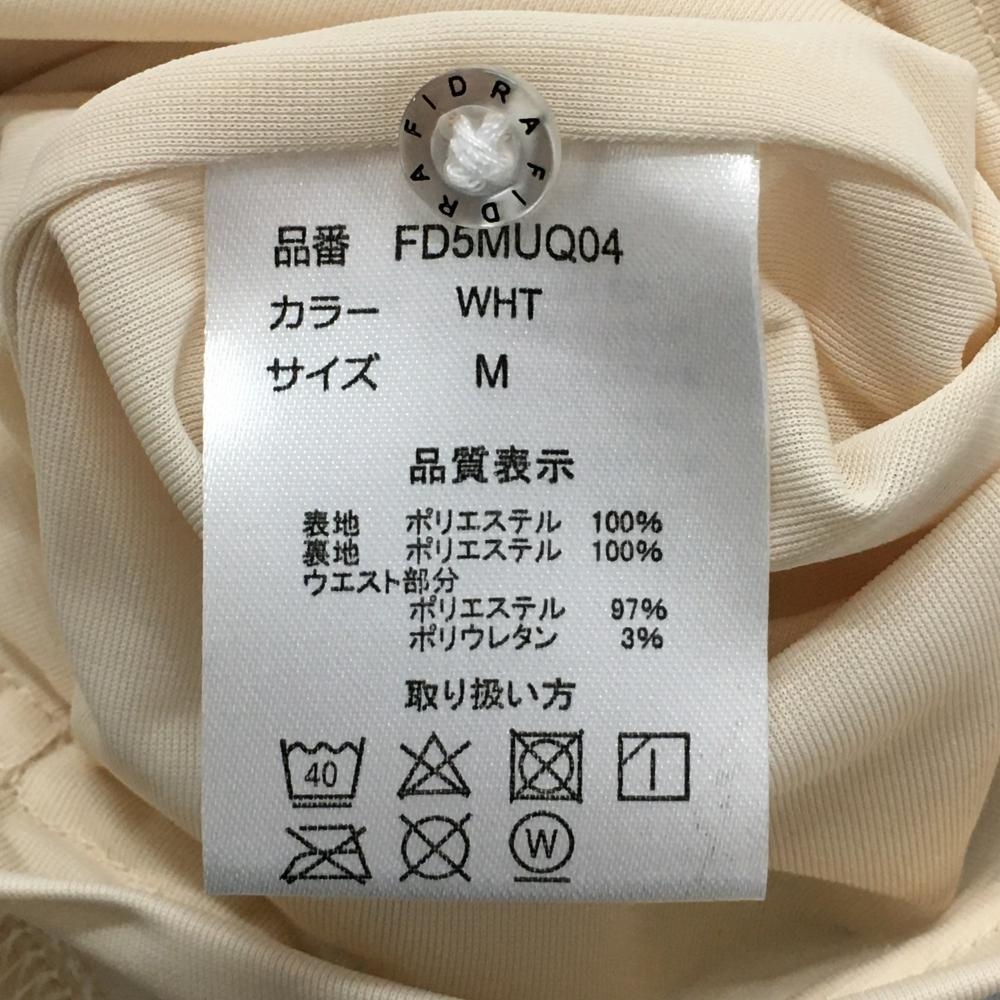 FIDRA FIDRA
品番 FD5MUQ04
カラー WHT
サイズ M
品質表示
表地 ポリエステル 100%
裏地 ポリエステル 100%
ウエスト部分
ポリエステル 97%
ポリウレタン 3%
取り扱い方
40
W